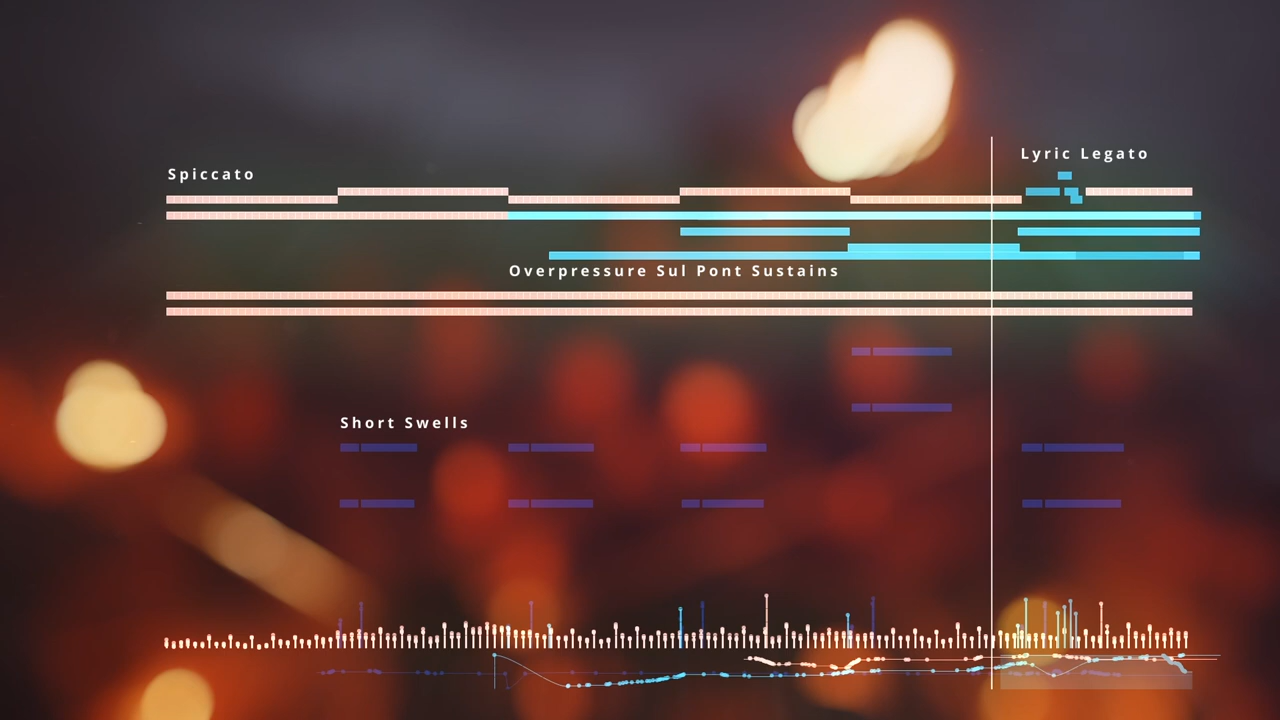 Spiccato
Lyric Legato
Overpressure Sul Pont Sustains
Short Swells